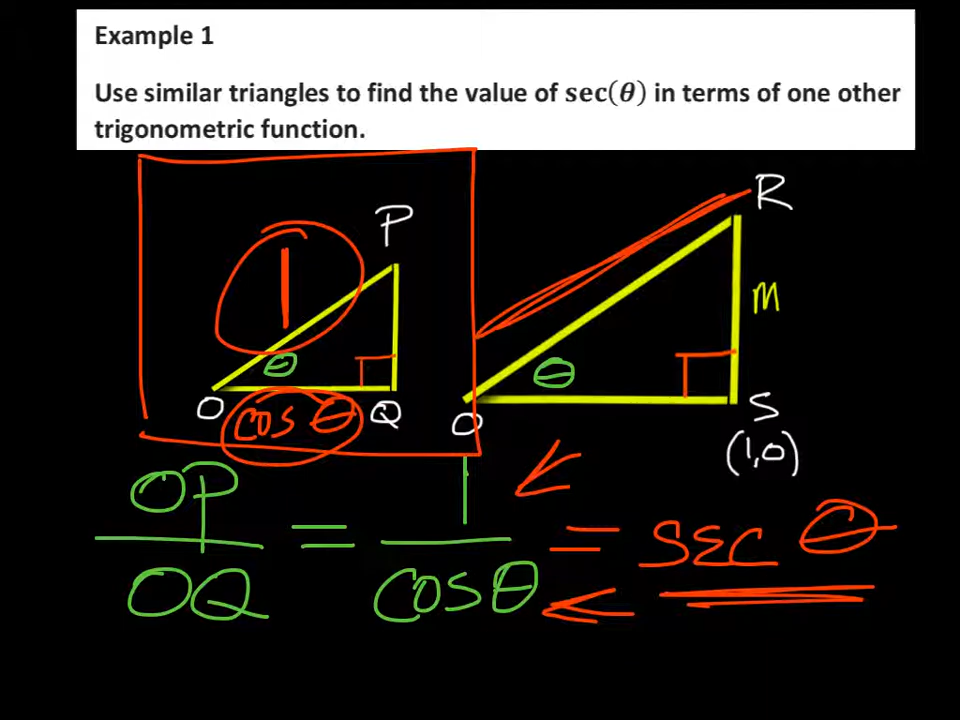 Example 1
Use similar triangles to find the value of sec(θ) in terms of one other
trigonometric function.
P
1
θ
O cos θ Q
R
M
θ
O S
(1,0)
OP/OQ = 1/cosθ = sec θ